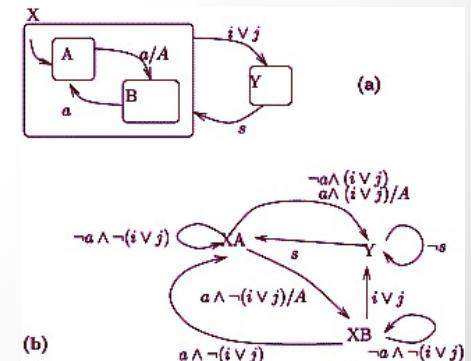 X
A
a/A
i ∨ j
B
Y
(a)
a
s
¬a ∧ (i ∨ j)
a ∧ (i ∨ j)/A
¬a ∧ ¬(i ∨ j)
XA
Y
¬s
s
a ∧ ¬(i ∨ j)/A
i ∨ j
XB
(b)
a ∧ ¬(i ∨ j)
¬a ∧ ¬(i ∨ j)